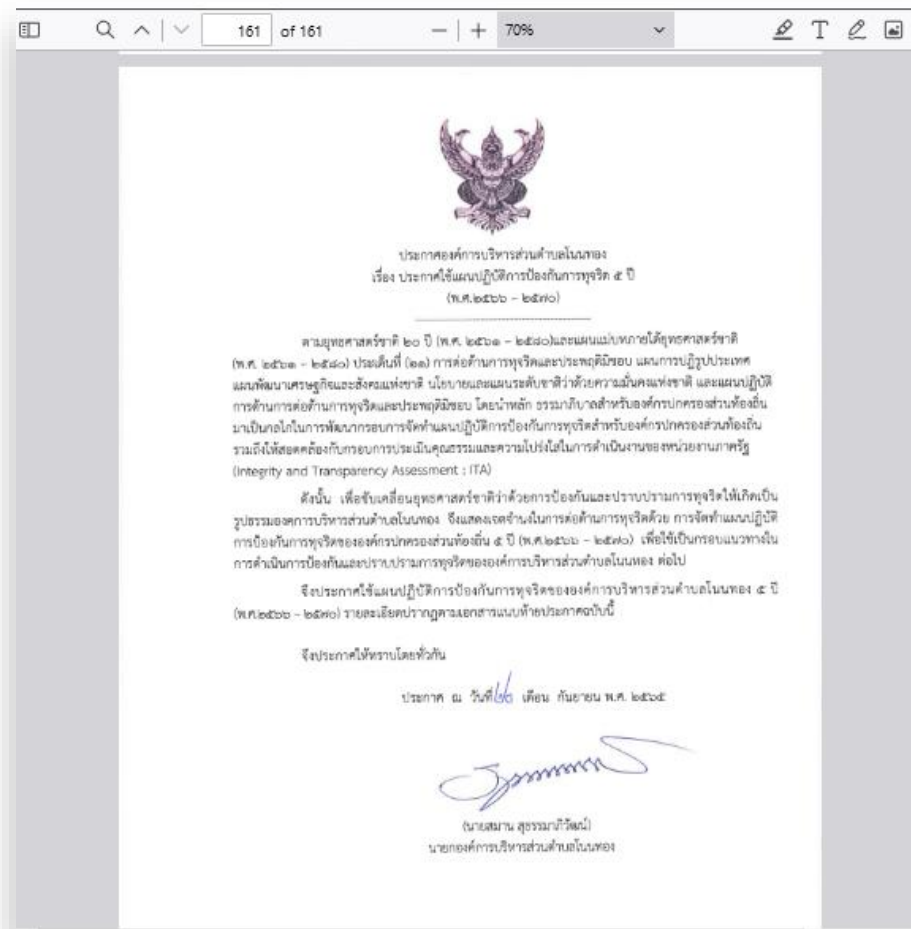 161 of 161 70%
ประกาศองค์การบริหารส่วนตำบลโนนทอง
เรื่อง ประกาศใช้แผนปฏิบัติการป้องกันการทุจริต ๕ ปี
(พ.ศ.๒๕๖๖ – ๒๕๗๐)
ตามยุทธศาสตร์ชาติ ๒๐ ปี (พ.ศ. ๒๕๖๑ – ๒๕๘๐)และแผนแม่บทภายใต้ยุทธศาสตร์ชาติ
(พ.ศ. ๒๕๖๑ – ๒๕๘๐) ประเด็นที่ (๒๑) การต่อต้านการทุจริตและประพฤติมิชอบ แผนการปฏิรูปประเทศ
แผนพัฒนาเศรษฐกิจและสังคมแห่งชาติ นโยบายและแผนระดับชาติว่าด้วยความมั่นคงแห่งชาติ และแผนปฏิบัติ
การด้านการต่อต้านการทุจริตและประพฤติมิชอบ โดยนำหลัก ธรรมาภิบาลสำหรับองค์กรปกครองส่วนท้องถิ่น
มาเป็นกลไกในการพัฒนากรอบการจัดทำแผนปฏิบัติการป้องกันการทุจริตสำหรับองค์กรปกครองส่วนท้องถิ่น
รวมถึงให้สอดคล้องกับกรอบการประเมินคุณธรรมและความโปร่งใสในการดำเนินงานของหน่วยงานภาครัฐ
(Integrity and Transparency Assessment : ITA)
ดังนั้น เพื่อขับเคลื่อนยุทธศาสตร์ชาติว่าด้วยการป้องกันและปราบปรามการทุจริตให้เกิดเป็น
รูปธรรมองค์การบริหารส่วนตำบลโนนทอง จึงแสดงเจตจำนงในการต่อต้านการทุจริตด้วย การจัดทำแผนปฏิบัติ
การป้องกันการทุจริตขององค์กรปกครองส่วนท้องถิ่น ๕ ปี (พ.ศ.๒๕๖๖ – ๒๕๗๐) เพื่อใช้เป็นกรอบแนวทางใน
การดำเนินการป้องกันและปราบปรามการทุจริตขององค์การบริหารส่วนตำบลโนนทอง ต่อไป
จึงประกาศใช้แผนปฏิบัติการป้องกันการทุจริตขององค์การบริหารส่วนตำบลโนนทอง ๕ ปี
(พ.ศ.๒๕๖๖ – ๒๕๗๐) รายละเอียดปรากฏตามเอกสารแนบท้ายประกาศฉบับนี้
จึงประกาศให้ทราบโดยทั่วกัน
ประกาศ ณ วันที่ เดือน กันยายน พ.ศ. ๒๕๖๕
(นายสมาน สุธรรมาภิวัฒน์)
นายกองค์การบริหารส่วนตำบลโนนทอง